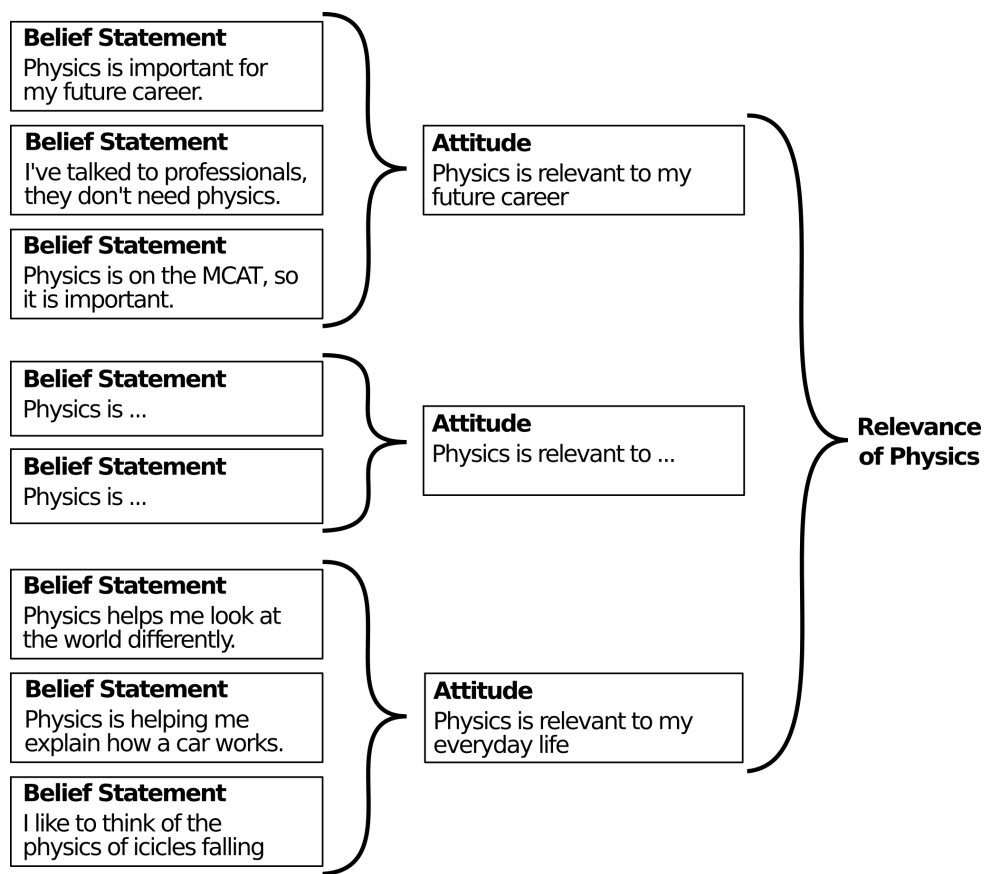 Belief Statement
Physics is important for
my future career.
Belief Statement
I've talked to professionals,
they don't need physics.
Belief Statement
Physics is on the MCAT, so
it is important.
Attitude
Physics is relevant to my
future career
Belief Statement
Physics is ...
Belief Statement
Physics is ...
Attitude
Physics is relevant to ...
Belief Statement
Physics helps me look at
the world differently.
Belief Statement
Physics is helping me
explain how a car works.
Belief Statement
I like to think of the
physics of icicles falling
Attitude
Physics is relevant to my
everyday life
Relevance
of Physics